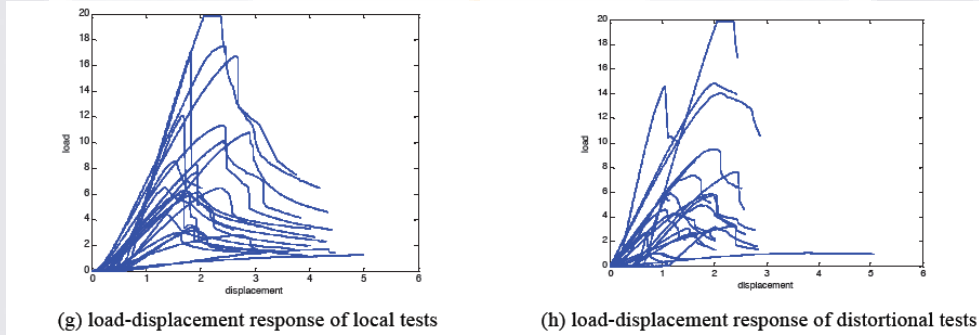 20
18
16
14
12
10
8
6
4
2
0
load
0 1 2 3 4 5 6
displacement
(g) load-displacement response of local tests
20
18
16
14
12
10
8
6
4
2
0
load
0 1 2 3 4 5 6
displacement
(h) load-displacement response of distortional tests